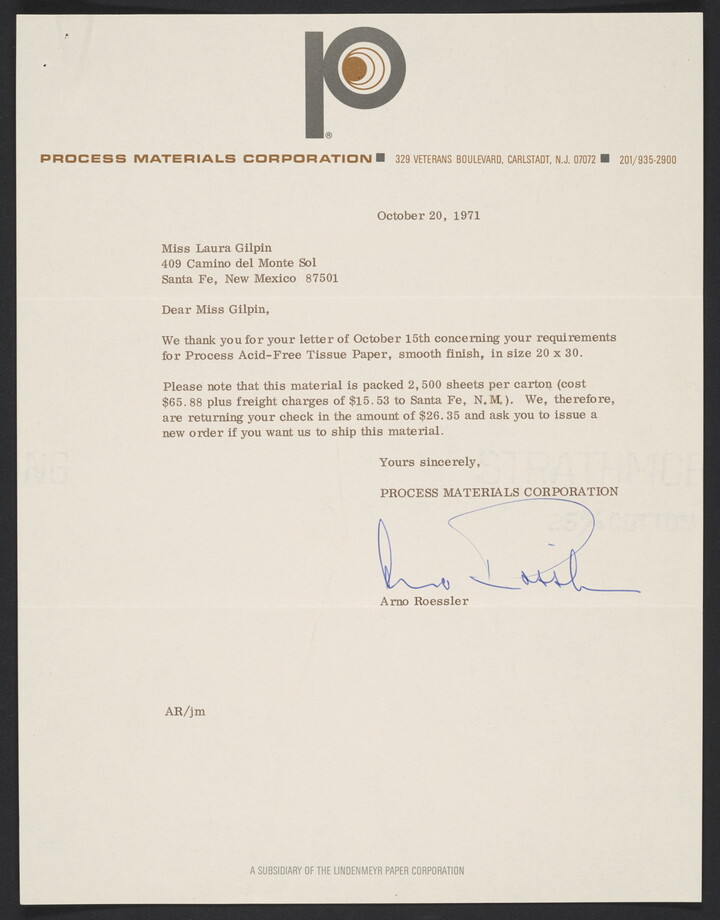 p
®
PROCESS MATERIALS CORPORATION ■ 329 VETERANS BOULEVARD, CARLSTADT, N.J. 07072 ■ 201/935-2900
October 20, 1971
Miss Laura Gilpin
409 Camino del Monte Sol
Santa Fe, New Mexico 87501
Dear Miss Gilpin,
We thank you for your letter of October 15th concerning your requirements
for Process Acid-Free Tissue Paper, smooth finish, in size 20 x 30.
Please note that this material is packed 2,500 sheets per carton (cost
$65.88 plus freight charges of $15.53 to Santa Fe, N.M.). We, therefore,
are returning your check in the amount of $26.35 and ask you to issue a
new order if you want us to ship this material.
Yours sincerely,
PROCESS MATERIALS CORPORATION
Arno Roessler
AR/jm
A SUBSIDIARY OF THE LINDENMEYR PAPER CORPORATION